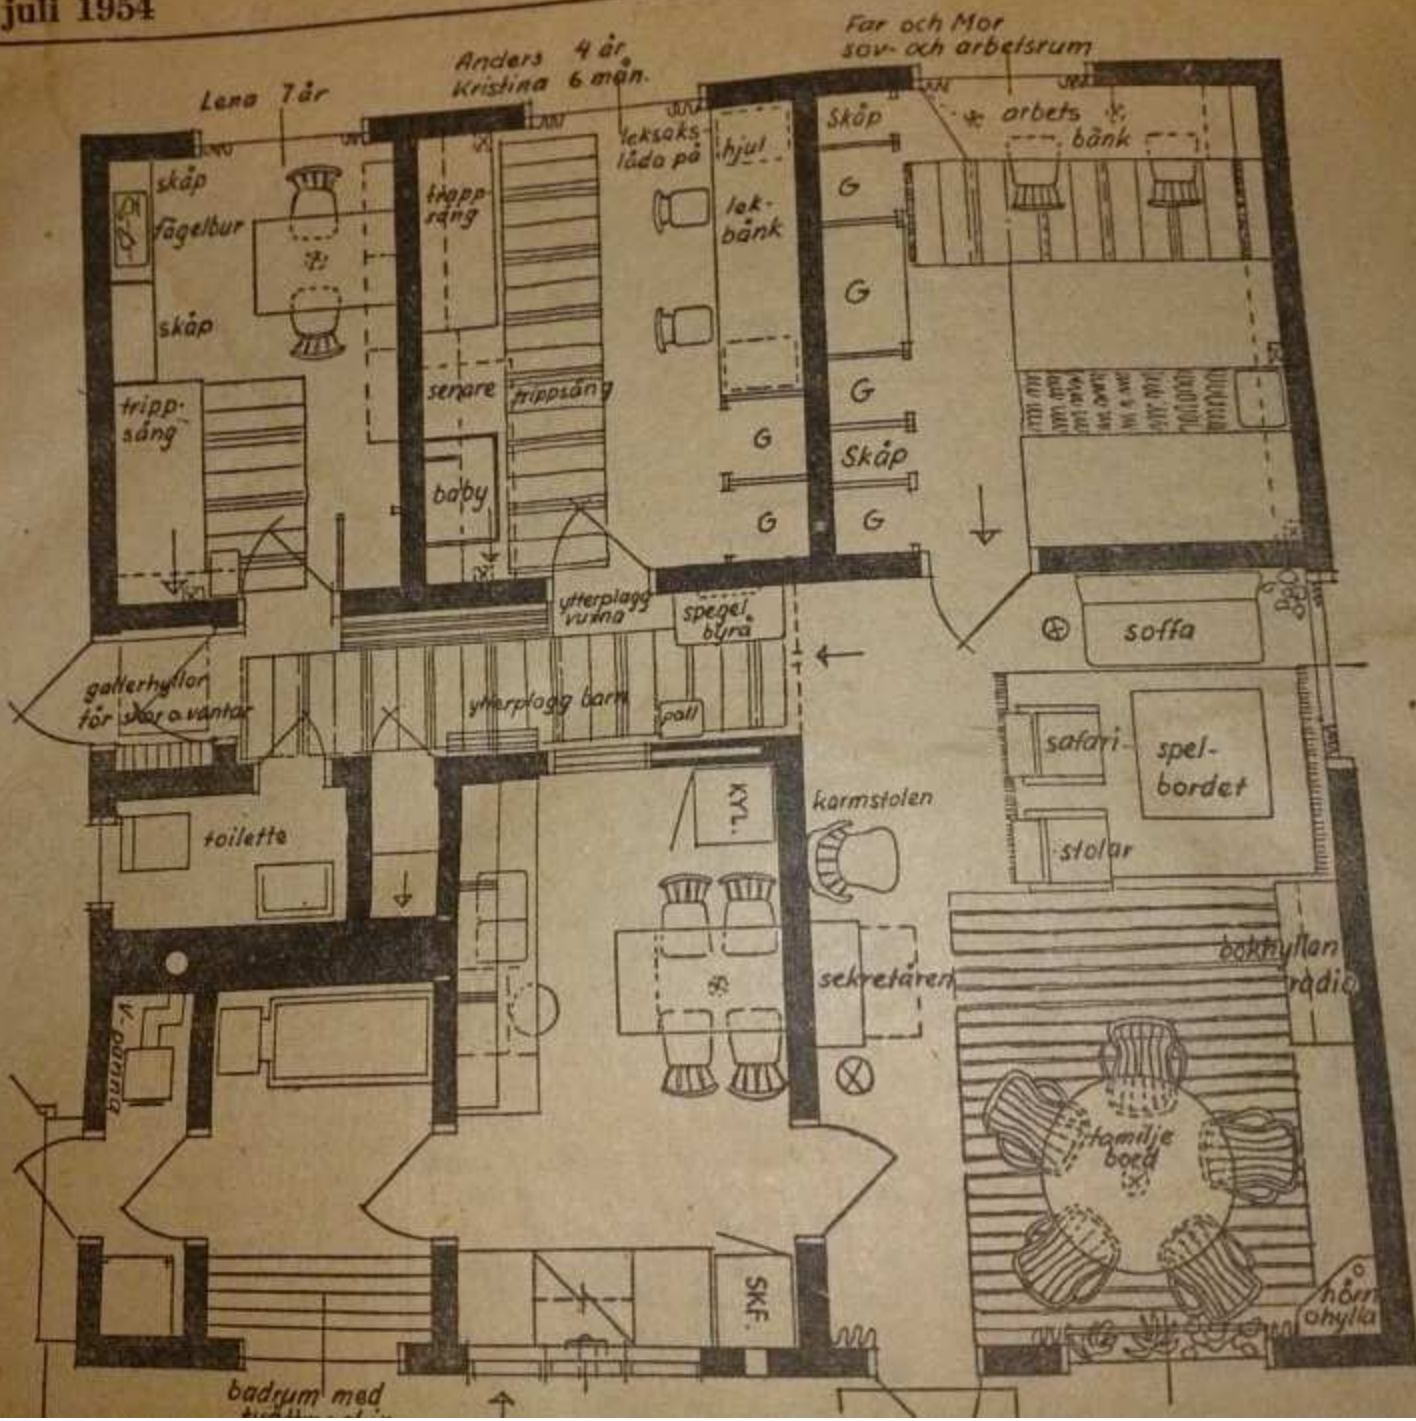 juli 1954
Far och Mor
sov- och arbetsrum
Anders 4 år
Kristina 6 mån.
Lena 7 år
skåp
fågelbur
skåp
tripp-
säng
tripp-
säng
senare
trippsäng
baby
leksaks-
låda på
hjul
lek-
bänk
G
G
Skåp
G
G
G
Skåp
G
arbets
bänk
ytterplagg
vuxna
spegel
byrå
gallerhyllor
för skor o. vantar
ytterplagg barn
pall
soffa
safari-
stolar
spel-
bordet
toilette
KYL.
karmstolen
sekretären
bokhyllan
radio
V. panna
familje
bord
hörn
hylla
SKF.
badrum med